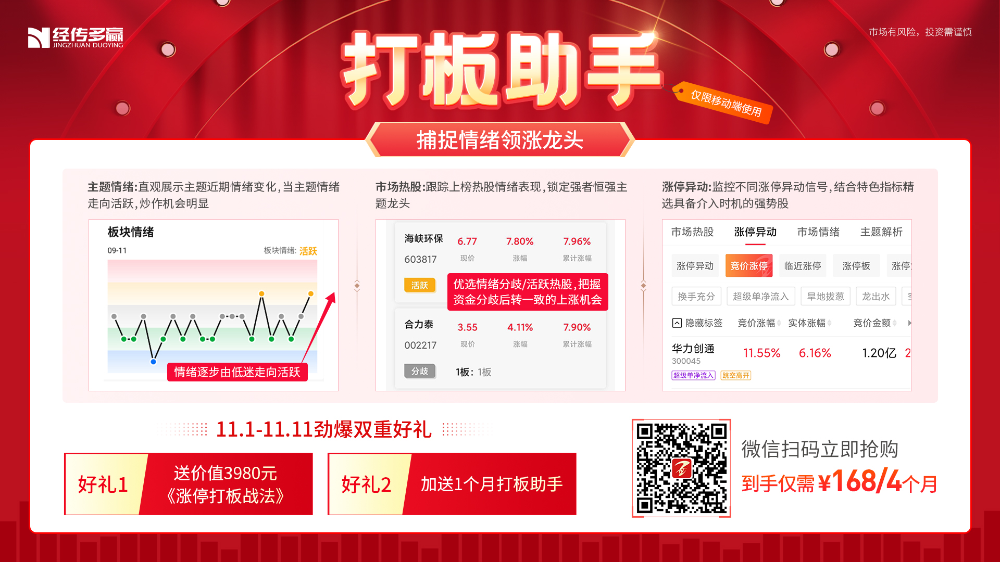 经传多赢
JINGZHUAN DUOYING
市场有风险，投资需谨慎
打板助手
仅限移动端使用
捕捉情绪领涨龙头
主题情绪:直观展示主题近期情绪变化,当主题情绪
走向活跃,炒作机会明显
板块情绪
09-11
板块情绪: 活跃
情绪逐步由低迷走向活跃
市场热股:跟踪上榜热股情绪表现,锁定强者恒强主
题龙头
海峡环保 6.77 7.80% 7.96%
603817 现价 涨幅 累计涨幅
活跃
优选情绪分歧/活跃热股,把握
资金分歧后转一致的上涨机会
合力泰 3.55 4.11% 7.90%
002217 现价 涨幅 累计涨幅
分歧 1板： 1板
涨停异动:监控不同涨停异动信号,结合特色指标精
选具备介入时机的强势股
市场热股 涨停异动 市场情绪 主题解析
涨停异动 竞价涨停 临近涨停 涨停板 涨停
换手充分 超级单净流入 旱地拔葱 龙出水
隐藏标签 竞价涨幅 实体涨幅 竞价金额
华力创通 11.55% 6.16% 1.20亿 2
300045
超级单净流入 跳空高开
11.1-11.11劲爆双重好礼
好礼1
送价值3980元
《涨停打板战法》
好礼2
加送1个月打板助手
微信扫码立即抢购
到手仅需¥168/4个月